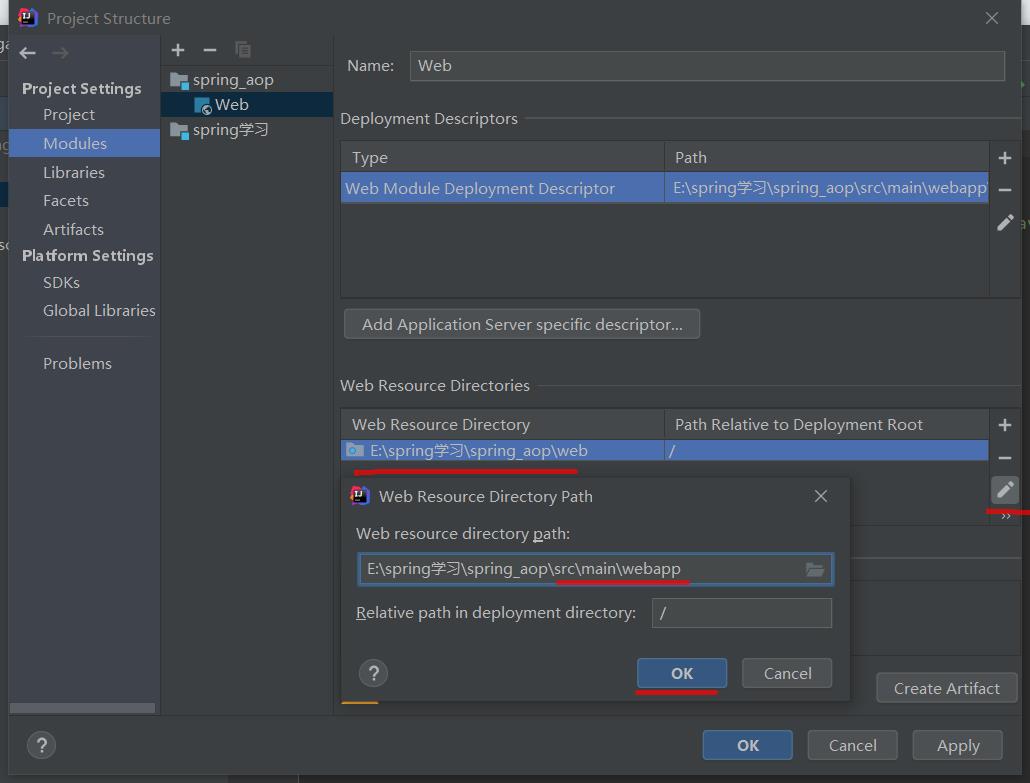 Project Structure
Project Settings
Project
Modules
Libraries
Facets
Artifacts
Platform Settings
SDKs
Global Libraries
Problems
spring_aop
Web
spring学习
Name: Web
Deployment Descriptors
Type Path
Web Module Deployment Descriptor E:\spring学习\spring_aop\src\main\webapp
Add Application Server specific descriptor...
Web Resource Directories
Web Resource Directory Path Relative to Deployment Root
E:\spring学习\spring_aop\web /
Web Resource Directory Path
Web resource directory path:
E:\spring学习\spring_aop\src\main\webapp
Relative path in deployment directory: /
? OK Cancel
Create Artifact
? OK Cancel Apply